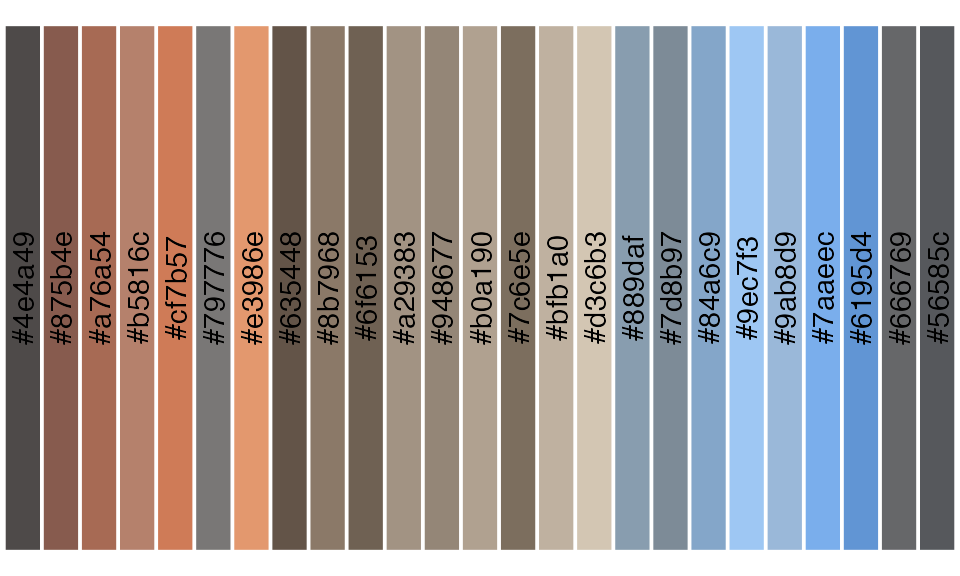 #4e4a49
#875b4e
#a76a54
#b5816c
#cf7b57
#797776
#e3986e
#635448
#8b7968
#6f6153
#a29383
#948677
#b0a190
#7c6e5e
#bfb1a0
#d3c6b3
#889daf
#7d8b97
#84a6c9
#9ec7f3
#9ab8d9
#7aaeec
#6195d4
#666769
#56585c